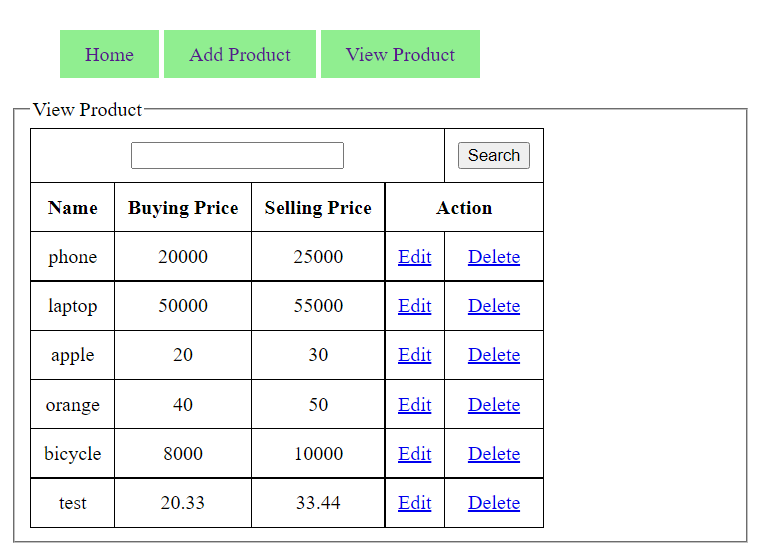 Home Add Product View Product
View Product
Search
Name Buying Price Selling Price Action
phone 20000 25000 Edit Delete
laptop 50000 55000 Edit Delete
apple 20 30 Edit Delete
orange 40 50 Edit Delete
bicycle 8000 10000 Edit Delete
test 20.33 33.44 Edit Delete